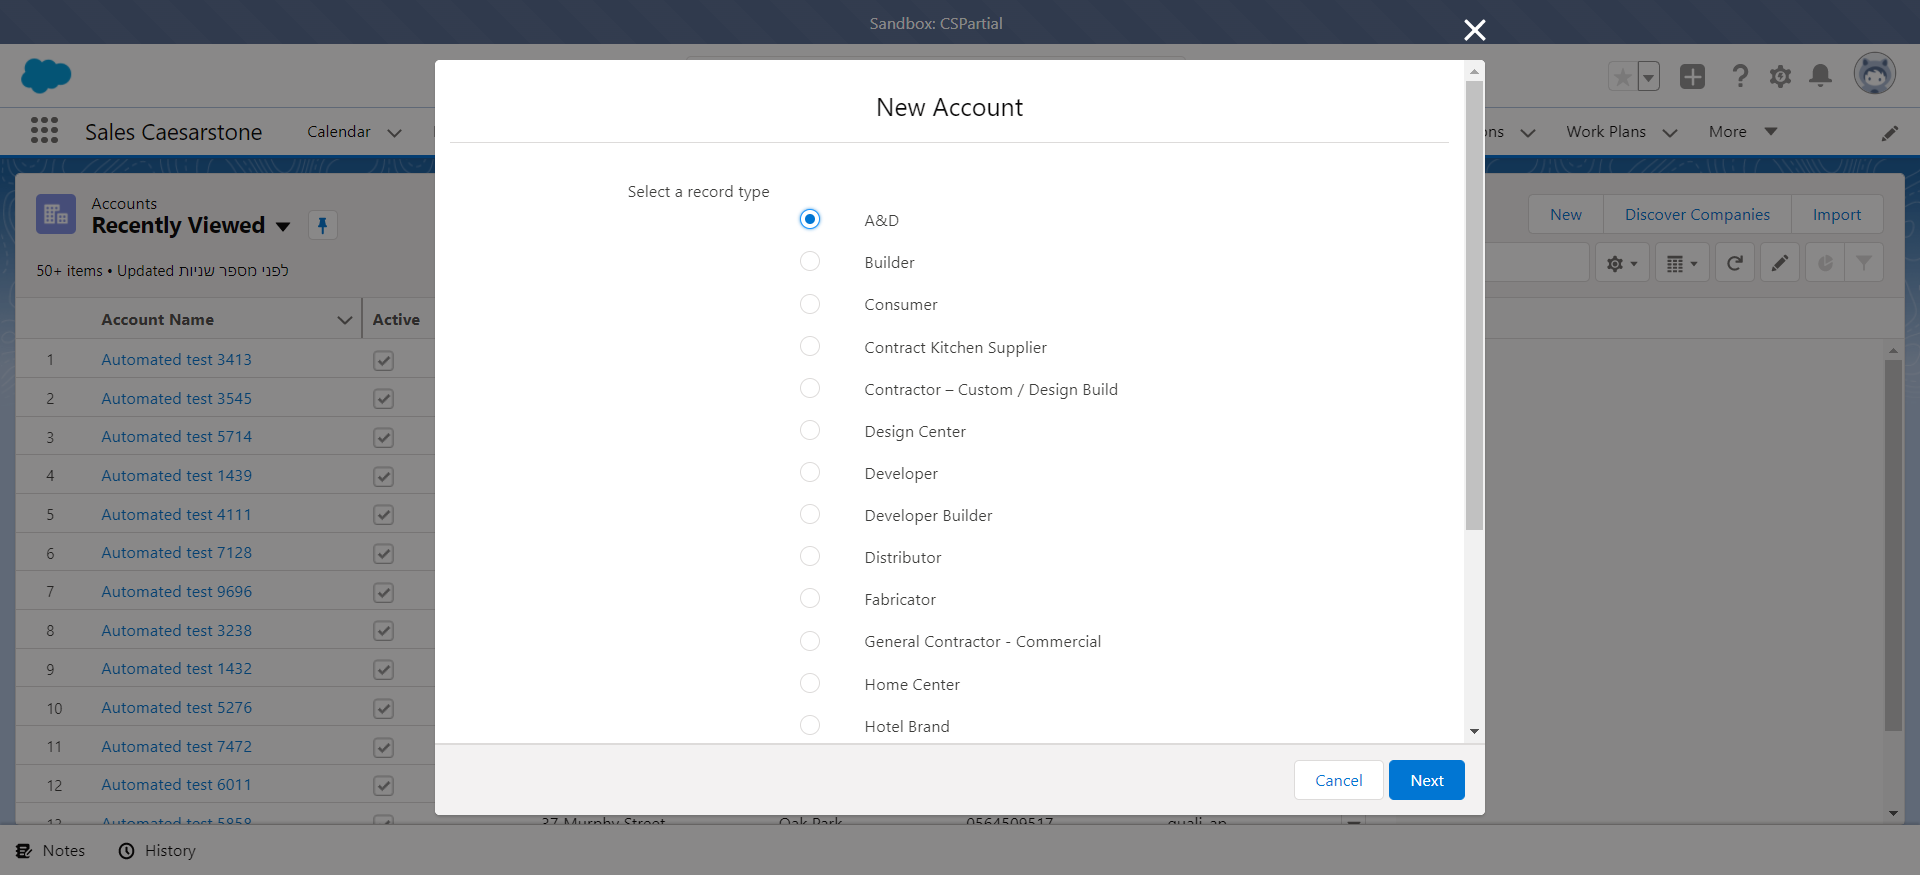 Sandbox: CSPartial
Sales Caesarstone
Calendar
Work Plans
More
Accounts
Recently Viewed
50+ items • Updated לפני מספר שניות
New
Discover Companies
Import
Account Name
Active
1 Automated test 3413
2 Automated test 3545
3 Automated test 5714
4 Automated test 1439
5 Automated test 4111
6 Automated test 7128
7 Automated test 9696
8 Automated test 3238
9 Automated test 1432
10 Automated test 5276
11 Automated test 7472
12 Automated test 6011
13 Automated test 5858 37 Murphy Street Oak Park 0564509517
New Account
Select a record type
A&D
Builder
Consumer
Contract Kitchen Supplier
Contractor – Custom / Design Build
Design Center
Developer
Developer Builder
Distributor
Fabricator
General Contractor - Commercial
Home Center
Hotel Brand
Cancel
Next
Notes
History